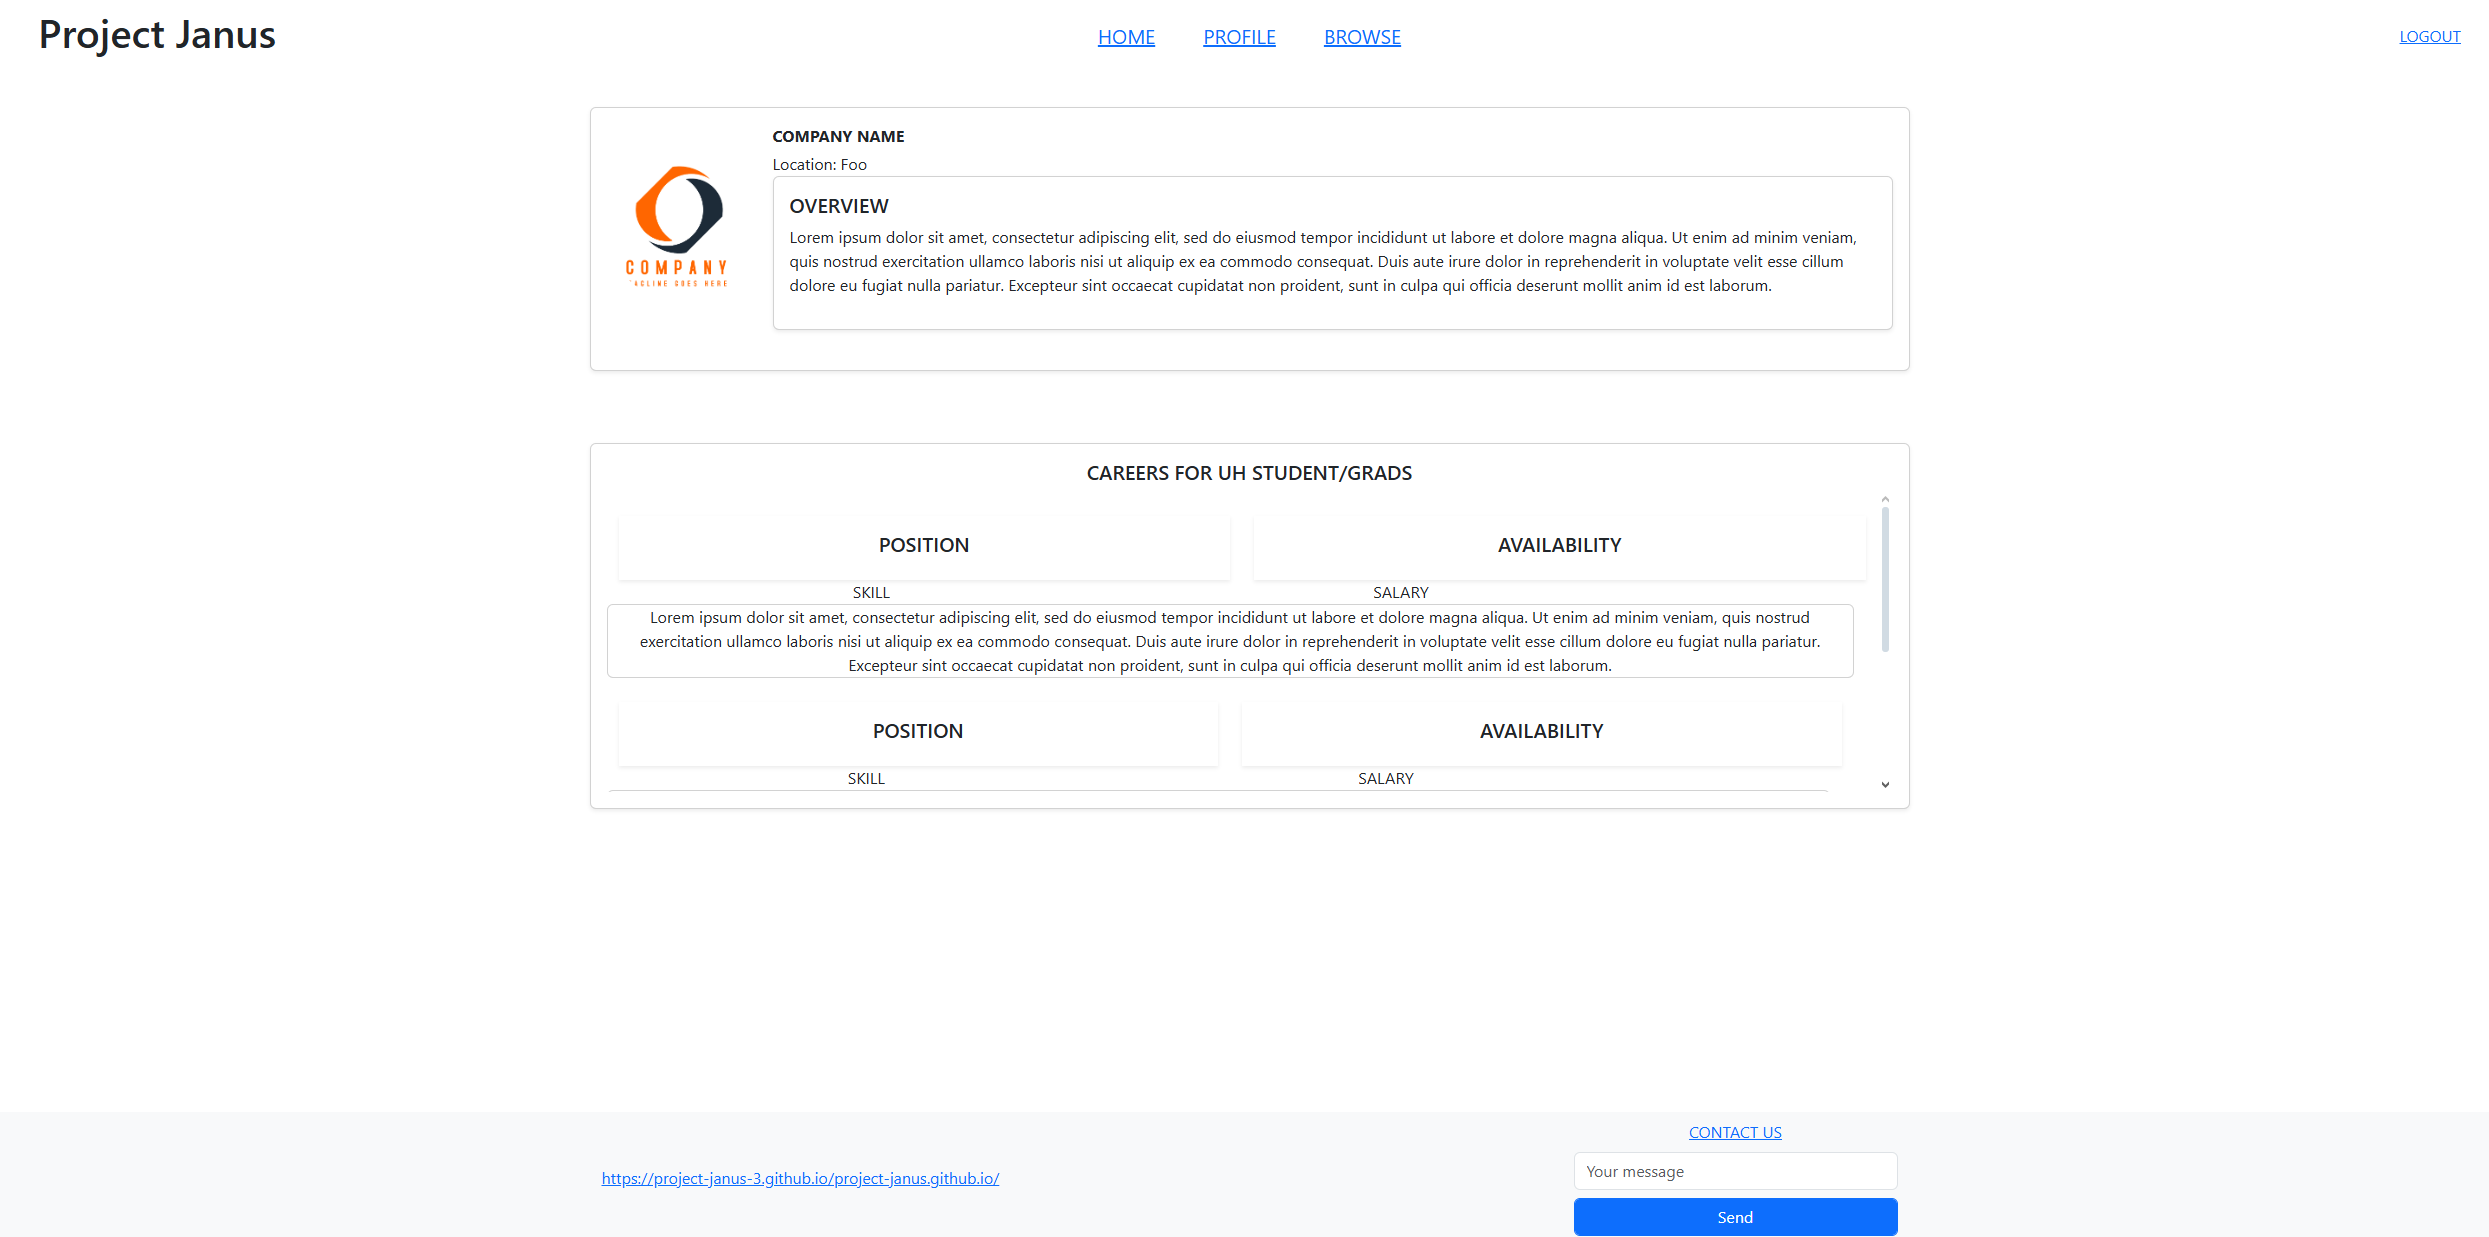 Project Janus
HOME PROFILE BROWSE
LOGOUT
COMPANY
COMPANY NAME
Location: Foo
OVERVIEW
Lorem ipsum dolor sit amet, consectetur adipiscing elit, sed do eiusmod tempor incididunt ut labore et dolore magna aliqua. Ut enim ad minim veniam,
quis nostrud exercitation ullamco laboris nisi ut aliquip ex ea commodo consequat. Duis aute irure dolor in reprehenderit in voluptate velit esse cillum
dolore eu fugiat nulla pariatur. Excepteur sint occaecat cupidatat non proident, sunt in culpa qui officia deserunt mollit anim id est laborum.
CAREERS FOR UH STUDENT/GRADS
POSITION AVAILABILITY
SKILL SALARY
Lorem ipsum dolor sit amet, consectetur adipiscing elit, sed do eiusmod tempor incididunt ut labore et dolore magna aliqua. Ut enim ad minim veniam, quis nostrud
exercitation ullamco laboris nisi ut aliquip ex ea commodo consequat. Duis aute irure dolor in reprehenderit in voluptate velit esse cillum dolore eu fugiat nulla pariatur.
Excepteur sint occaecat cupidatat non proident, sunt in culpa qui officia deserunt mollit anim id est laborum.
POSITION AVAILABILITY
SKILL SALARY
https://project-janus-3.github.io/project-janus.github.io/
CONTACT US
Your message
Send